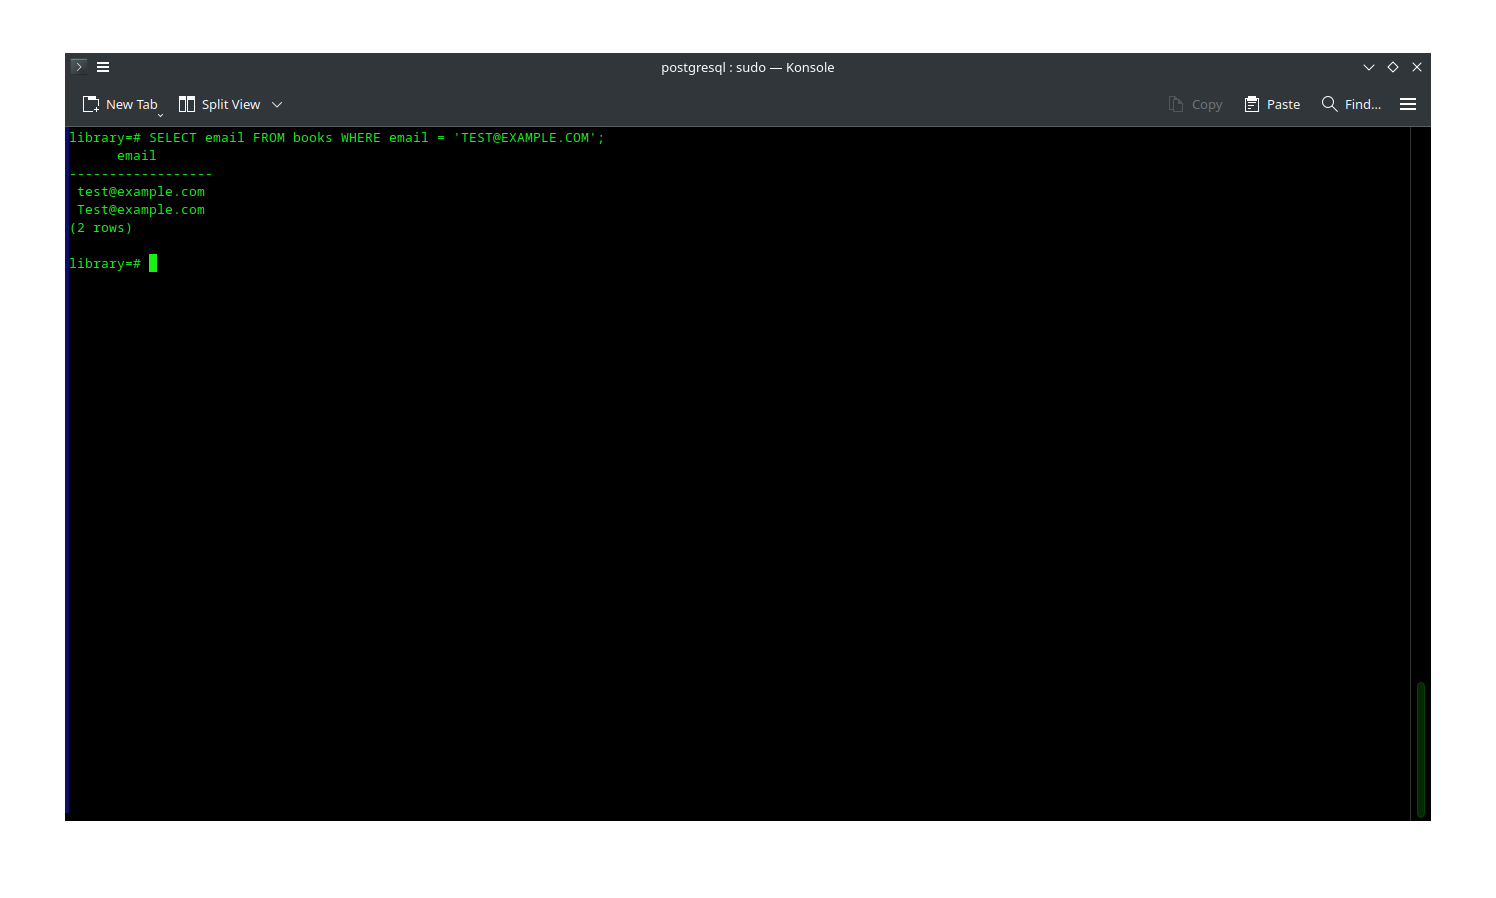 postgresql : sudo — Konsole
New Tab Split View Copy Paste Find...
library=# SELECT email FROM books WHERE email = 'TEST@EXAMPLE.COM';
      email
------------------
 test@example.com
 Test@example.com
(2 rows)

library=#